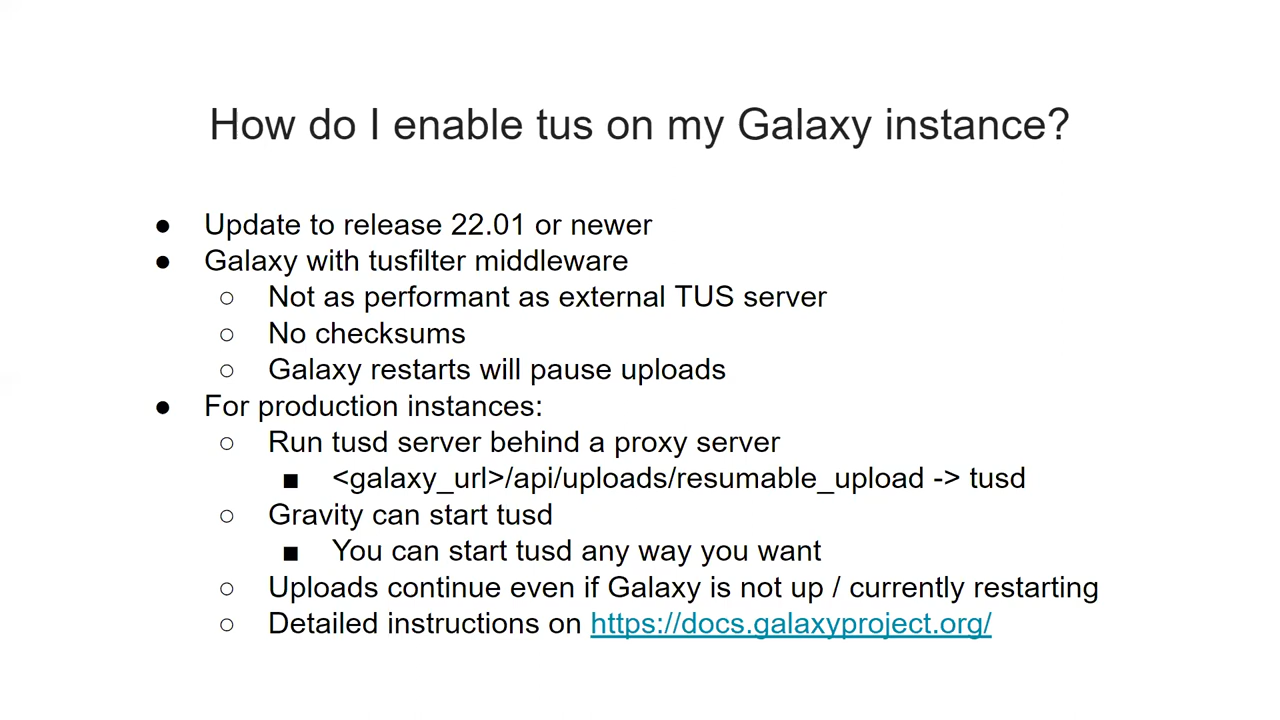 How do I enable tus on my Galaxy instance?
● Update to release 22.01 or newer
● Galaxy with tusfilter middleware
○ Not as performant as external TUS server
○ No checksums
○ Galaxy restarts will pause uploads
● For production instances:
○ Run tusd server behind a proxy server
■ <galaxy_url>/api/uploads/resumable_upload -> tusd
○ Gravity can start tusd
■ You can start tusd any way you want
○ Uploads continue even if Galaxy is not up / currently restarting
○ Detailed instructions on https://docs.galaxyproject.org/